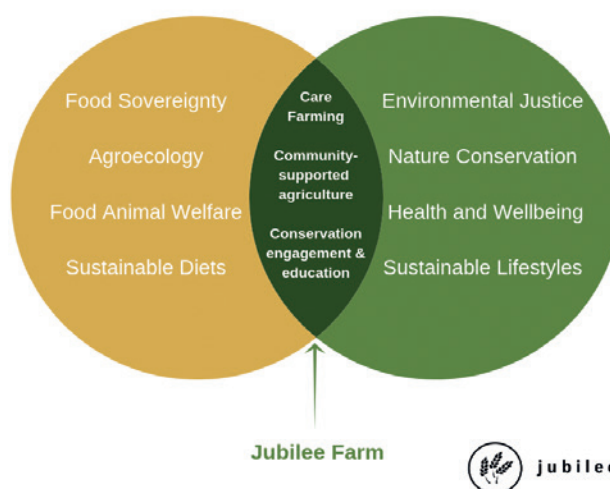 Food Sovereignty
Agroecology
Food Animal Welfare
Sustainable Diets
Care
Farming
Community-
supported
agriculture
Conservation
engagement &
education
Environmental Justice
Nature Conservation
Health and Wellbeing
Sustainable Lifestyles
Jubilee Farm
jubilee